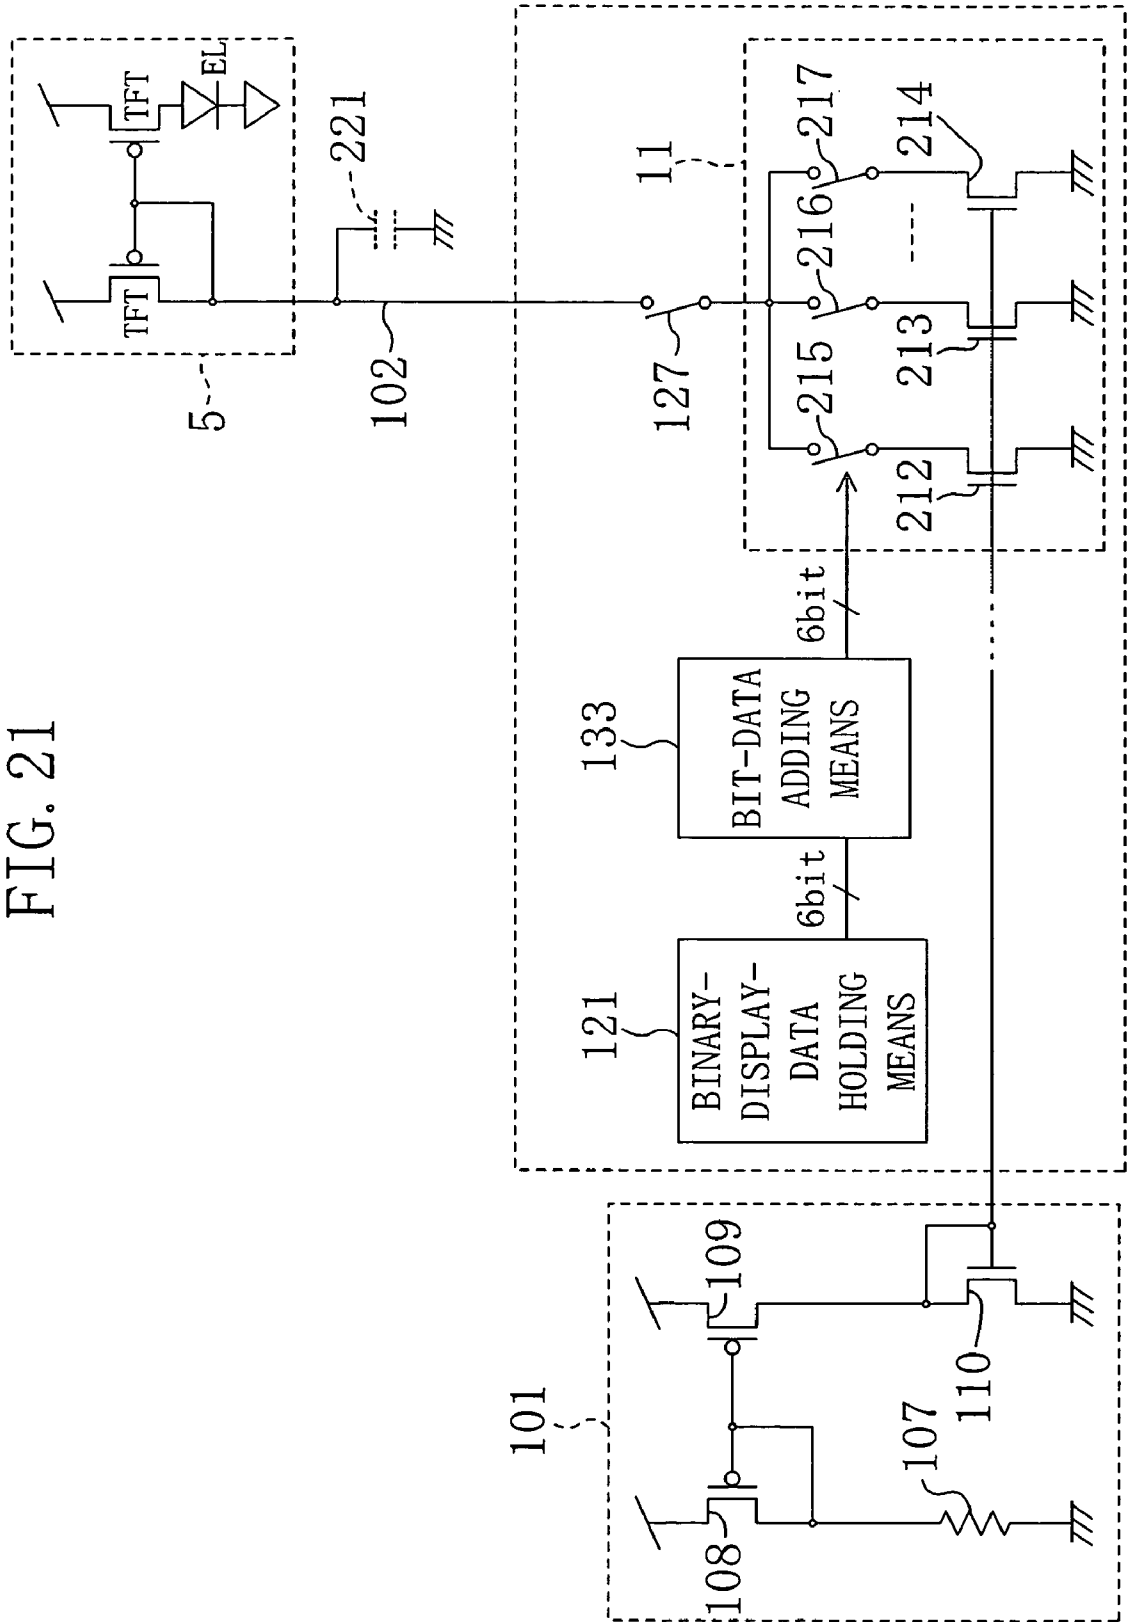 FIG. 21
101
108
109
107
110
121
BINARY-
DISPLAY-
DATA
HOLDING
MEANS
6bit
133
BIT-DATA
ADDING
MEANS
6bit
11
215
216
217
212
213
214
127
102
221
5
TFT
TFT
EL